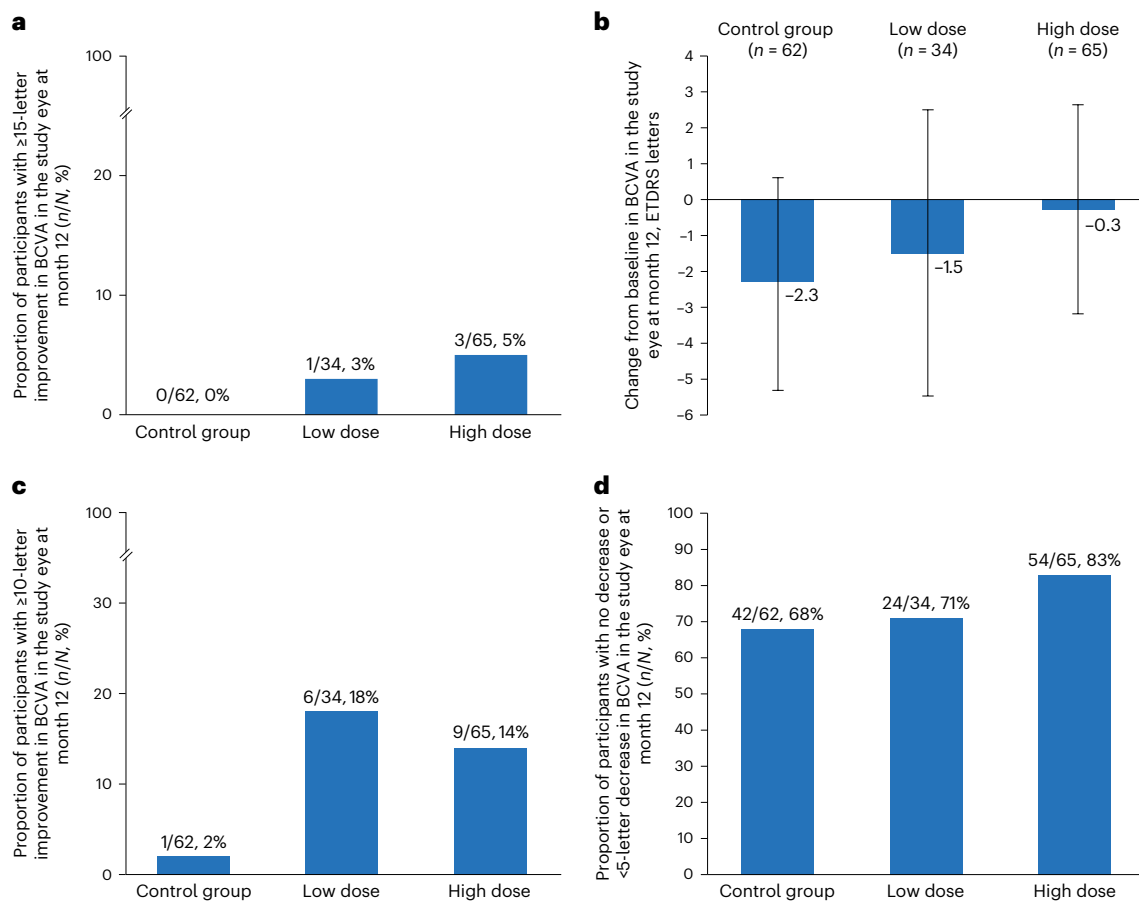 a
Proportion of participants with ≥15-letter
improvement in BCVA in the study eye at
month 12 (n/N, %)
100
20
10
0
0/62, 0%
1/34, 3%
3/65, 5%
Control group
Low dose
High dose
b
Control group
(n = 62)
Low dose
(n = 34)
High dose
(n = 65)
Change from baseline in BCVA in the study
eye at month 12, ETDRS letters
4
3
2
1
0
–1
–2
–3
–4
–5
–6
–2.3
–1.5
–0.3
c
Proportion of participants with ≥10-letter
improvement in BCVA in the study eye at
month 12 (n/N, %)
100
30
20
10
0
1/62, 2%
6/34, 18%
9/65, 14%
Control group
Low dose
High dose
d
Proportion of participants with no decrease or
<5-letter decrease in BCVA in the study eye at
month 12 (n/N, %)
100
90
80
70
60
50
40
30
20
10
0
42/62, 68%
24/34, 71%
54/65, 83%
Control group
Low dose
High dose